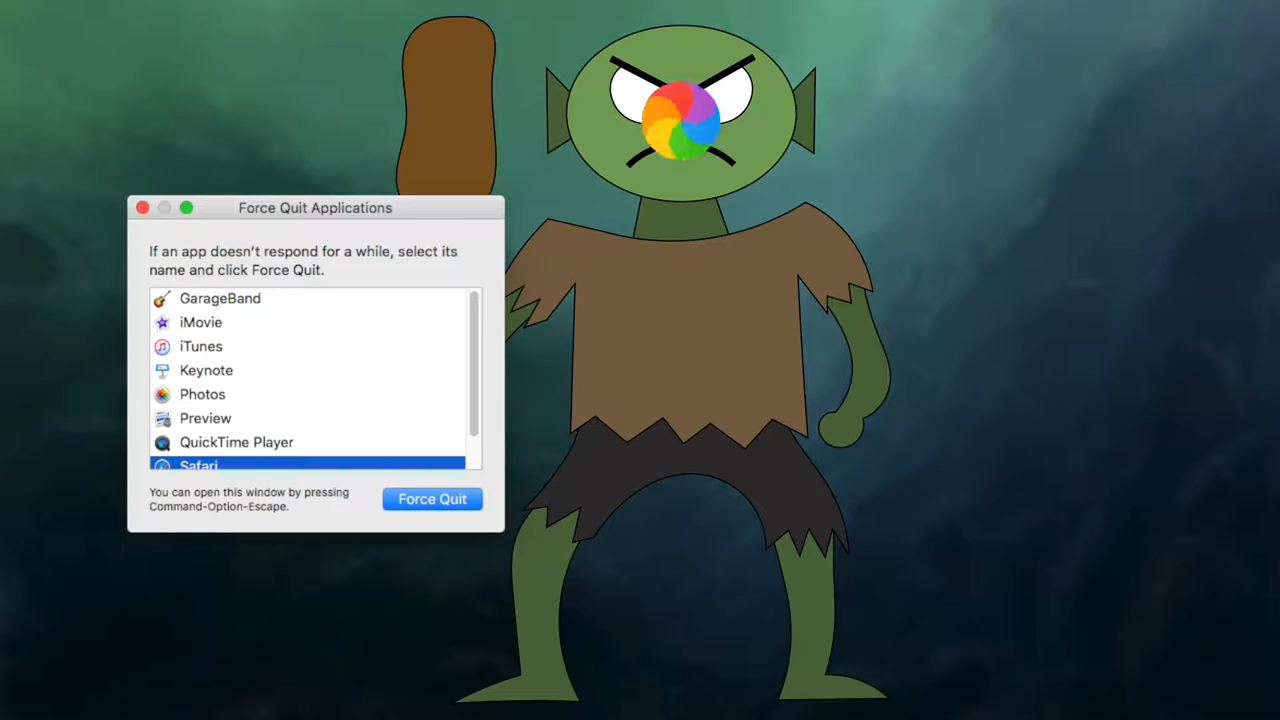 Force Quit Applications
If an app doesn’t respond for a while, select its
name and click Force Quit.
GarageBand
iMovie
iTunes
Keynote
Photos
Preview
QuickTime Player
Safari
You can open this window by pressing
Command-Option-Escape.
Force Quit